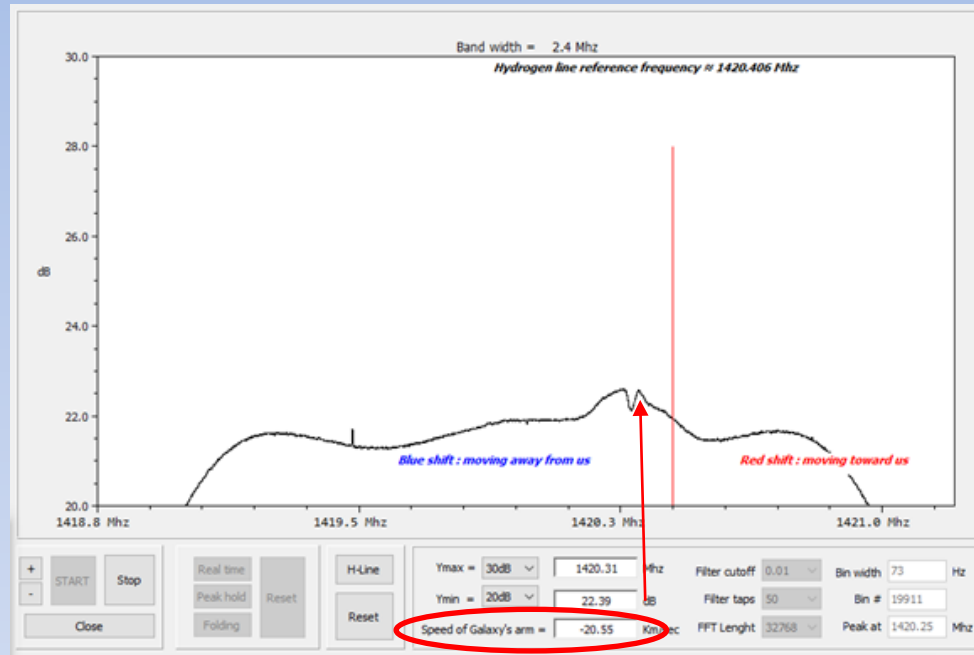 Band width = 2.4 Mhz
Hydrogen line reference frequency ≈ 1420.406 Mhz
30.0
28.0
26.0
dB
24.0
22.0
Blue shift : moving away from us
Red shift : moving toward us
20.0
1418.8 Mhz
1419.5 Mhz
1420.3 Mhz
1421.0 Mhz
+
-
START
Stop
Close
Real time
Peak hold
Folding
Reset
H-Line
Reset
Ymax = 30dB 1420.31 Mhz
Ymin = 20dB 22.39 dB
Speed of Galaxy's arm = -20.55
Filter cutoff 0.01
Filter taps 50
FFT Lenght 32768
Bin width 73 Hz
Bin # 19911
Peak at 1420.25 Mhz